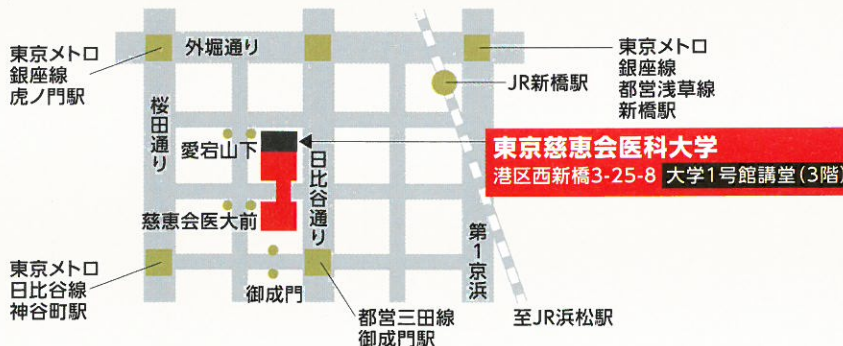 東京メトロ
銀座線
虎ノ門駅
外堀通り
JR新橋駅
東京メトロ
銀座線
都営浅草線
新橋駅
桜田通り
愛宕山下
日比谷通り
東京慈恵会医科大学
港区西新橋3-25-8 大学1号館講堂(3階)
慈恵会医大前
第1京浜
東京メトロ
日比谷線
神谷町駅
御成門
都営三田線
御成門駅
至JR浜松駅